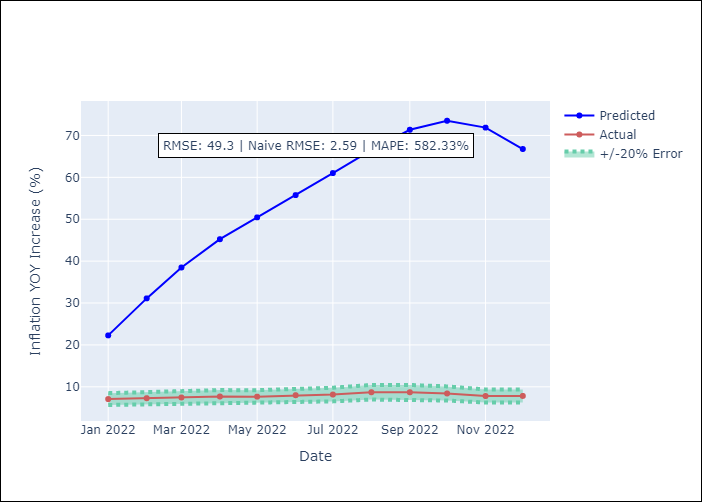 Predicted
Actual
+/-20% Error
RMSE: 49.3 | Naive RMSE: 2.59 | MAPE: 582.33%
70
60
50
40
30
20
10
Inflation YOY Increase (%)
Jan 2022 Mar 2022 May 2022 Jul 2022 Sep 2022 Nov 2022
Date